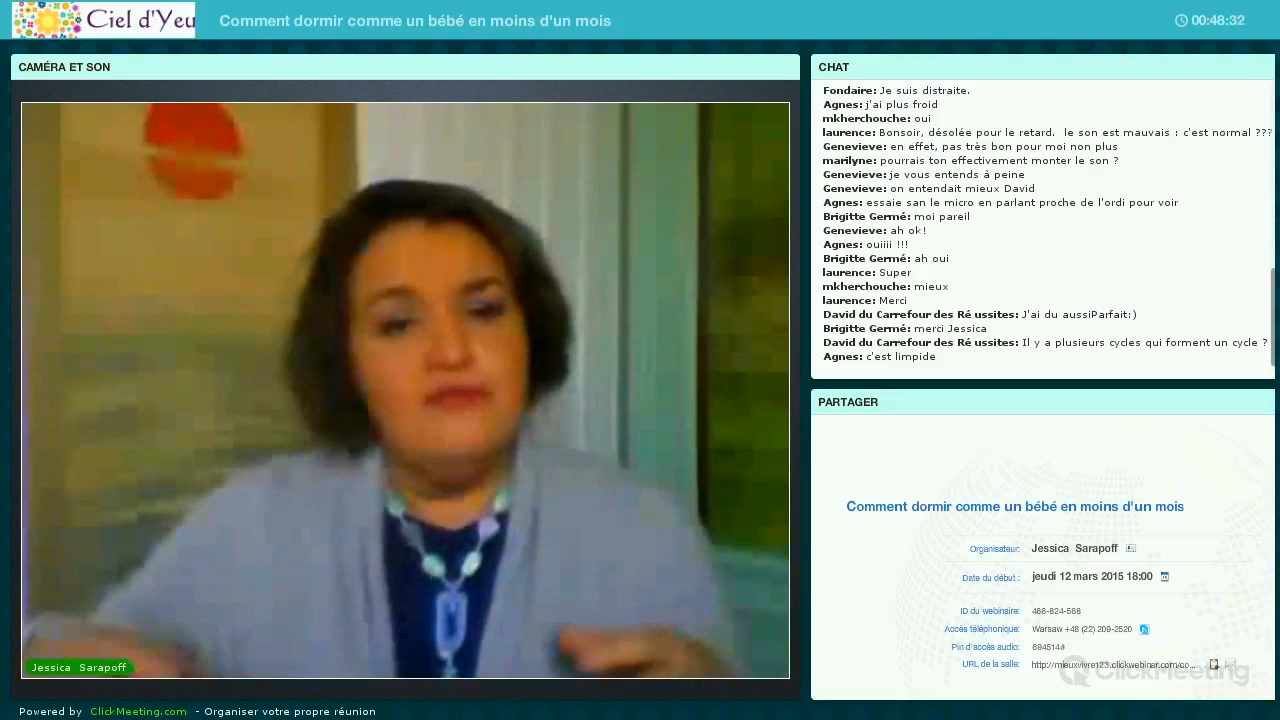 Ciel d'Yeu
Comment dormir comme un bébé en moins d'un mois
00:48:32
CAMÉRA ET SON
Jessica Sarapoff
CHAT
Fondaire: Je suis distraite.
Agnes: j'ai plus froid
mkherchouche: oui
laurence: Bonsoir, désolée pour le retard. le son est mauvais : c'est normal ???
Genevieve: en effet, pas très bon pour moi non plus
marilyne: pourrais ton effectivement monter le son ?
Genevieve: je vous entends à peine
Genevieve: on entendait mieux David
Agnes: essaie san le micro en parlant proche de l'ordi pour voir
Brigitte Germé: moi pareil
Genevieve: ah ok!
Agnes: ouiiii !!!
Brigitte Germé: ah oui
laurence: Super
mkherchouche: mieux
laurence: Merci
David du Carrefour des Ré ussites: J'ai du aussiParfait:)
Brigitte Germé: merci Jessica
David du Carrefour des Ré ussites: Il y a plusieurs cycles qui forment un cycle ?
Agnes: c'est limpide
PARTAGER
Comment dormir comme un bébé en moins d'un mois
Organisateur: Jessica Sarapoff
Date du début : jeudi 12 mars 2015 18:00
ID du webinaire: 486-824-568
Accès téléphonique: Warsaw +48 (22) 209-2520
Pin d'accès audio: 694514#
URL de la salle: http://mieuxvivre123.clickwebinar.com/co...
ClickMeeting
Powered by ClickMeeting.com - Organiser votre propre réunion